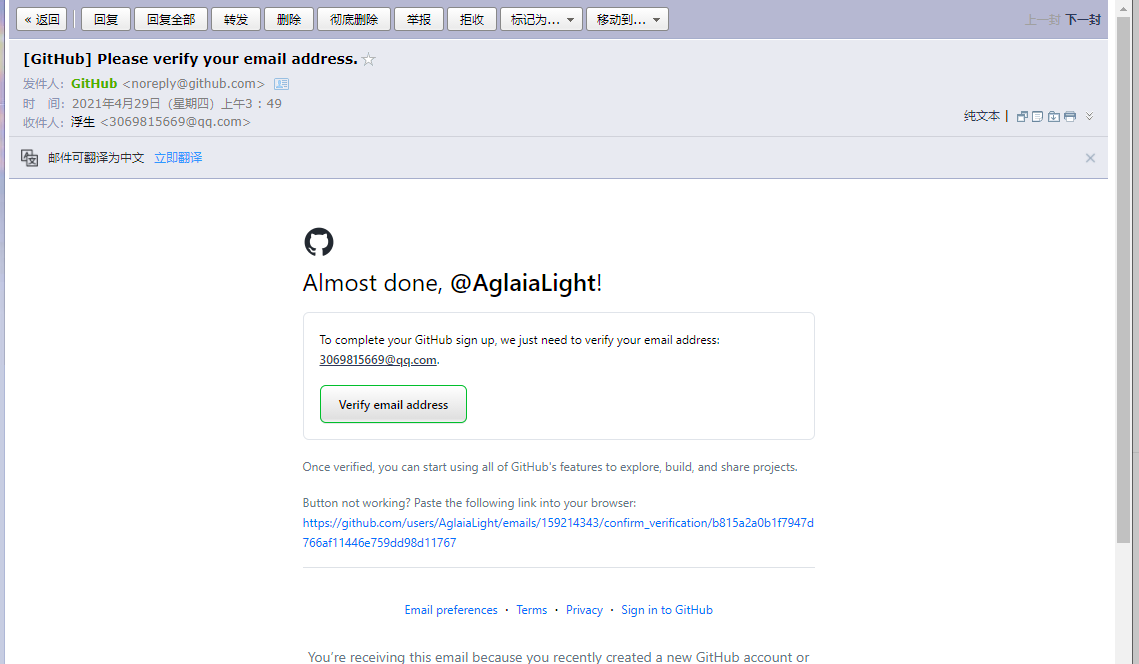 « 返回 回复 回复全部 转发 删除 彻底删除 举报 拒收 标记为... 移动到... 上一封 下一封
[GitHub] Please verify your email address.
发件人: GitHub <noreply@github.com>
时 间: 2021年4月29日 (星期四) 上午3:49
收件人: 浮生 <3069815669@qq.com>
纯文本 |
邮件可翻译为中文 立即翻译
Almost done, @AglaiaLight!
To complete your GitHub sign up, we just need to verify your email address:
3069815669@qq.com.
Verify email address
Once verified, you can start using all of GitHub's features to explore, build, and share projects.
Button not working? Paste the following link into your browser:
https://github.com/users/AglaiaLight/emails/159214343/confirm_verification/b815a2a0b1f7947d
766af11446e759dd98d11767
Email preferences · Terms · Privacy · Sign in to GitHub
You're receiving this email because you recently created a new GitHub account or